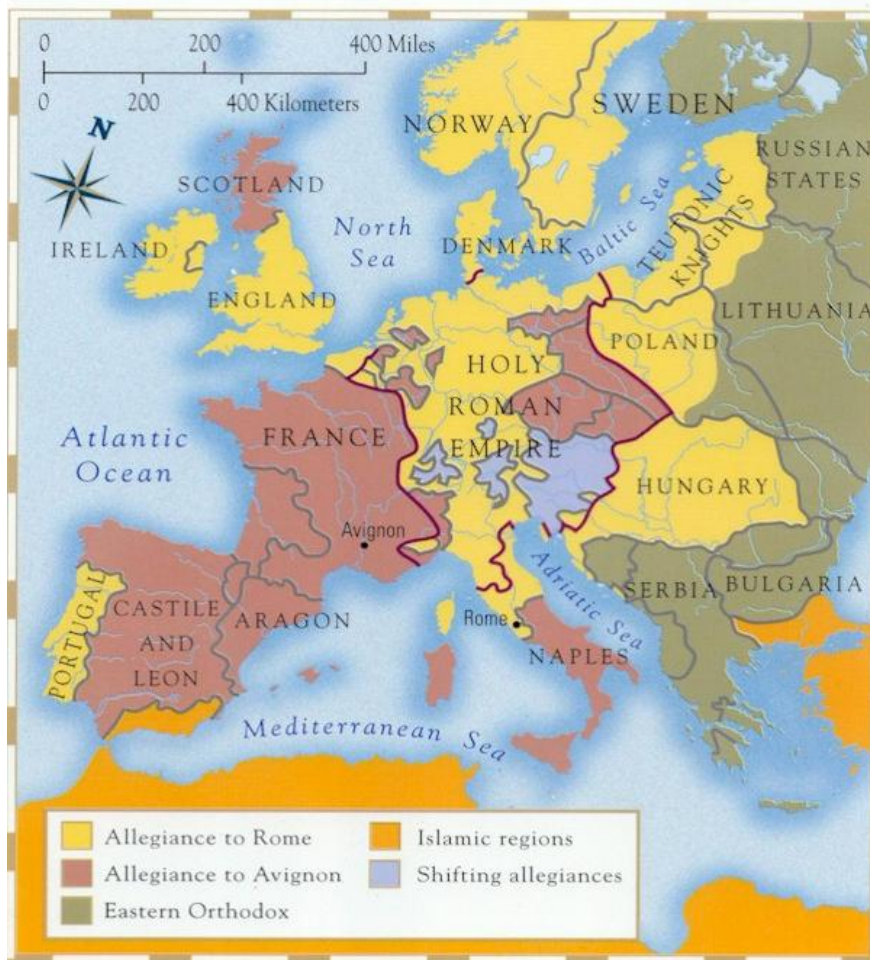 0 200 400 Miles
0 200 400 Kilometers
N
SWEDEN
NORWAY
RUSSIAN
STATES
SCOTLAND
North
Sea
Baltic Sea
TEUTONIC
KNIGHTS
IRELAND
DENMARK
ENGLAND
LITHUANIA
POLAND
HOLY
ROMAN
EMPIRE
FRANCE
Atlantic
Ocean
HUNGARY
Avignon
Adriatic Sea
SERBIA
BULGARIA
PORTUGAL
CASTILE
AND
LEON
ARAGON
Rome
NAPLES
Mediterranean Sea
Allegiance to Rome
Allegiance to Avignon
Eastern Orthodox
Islamic regions
Shifting allegiances